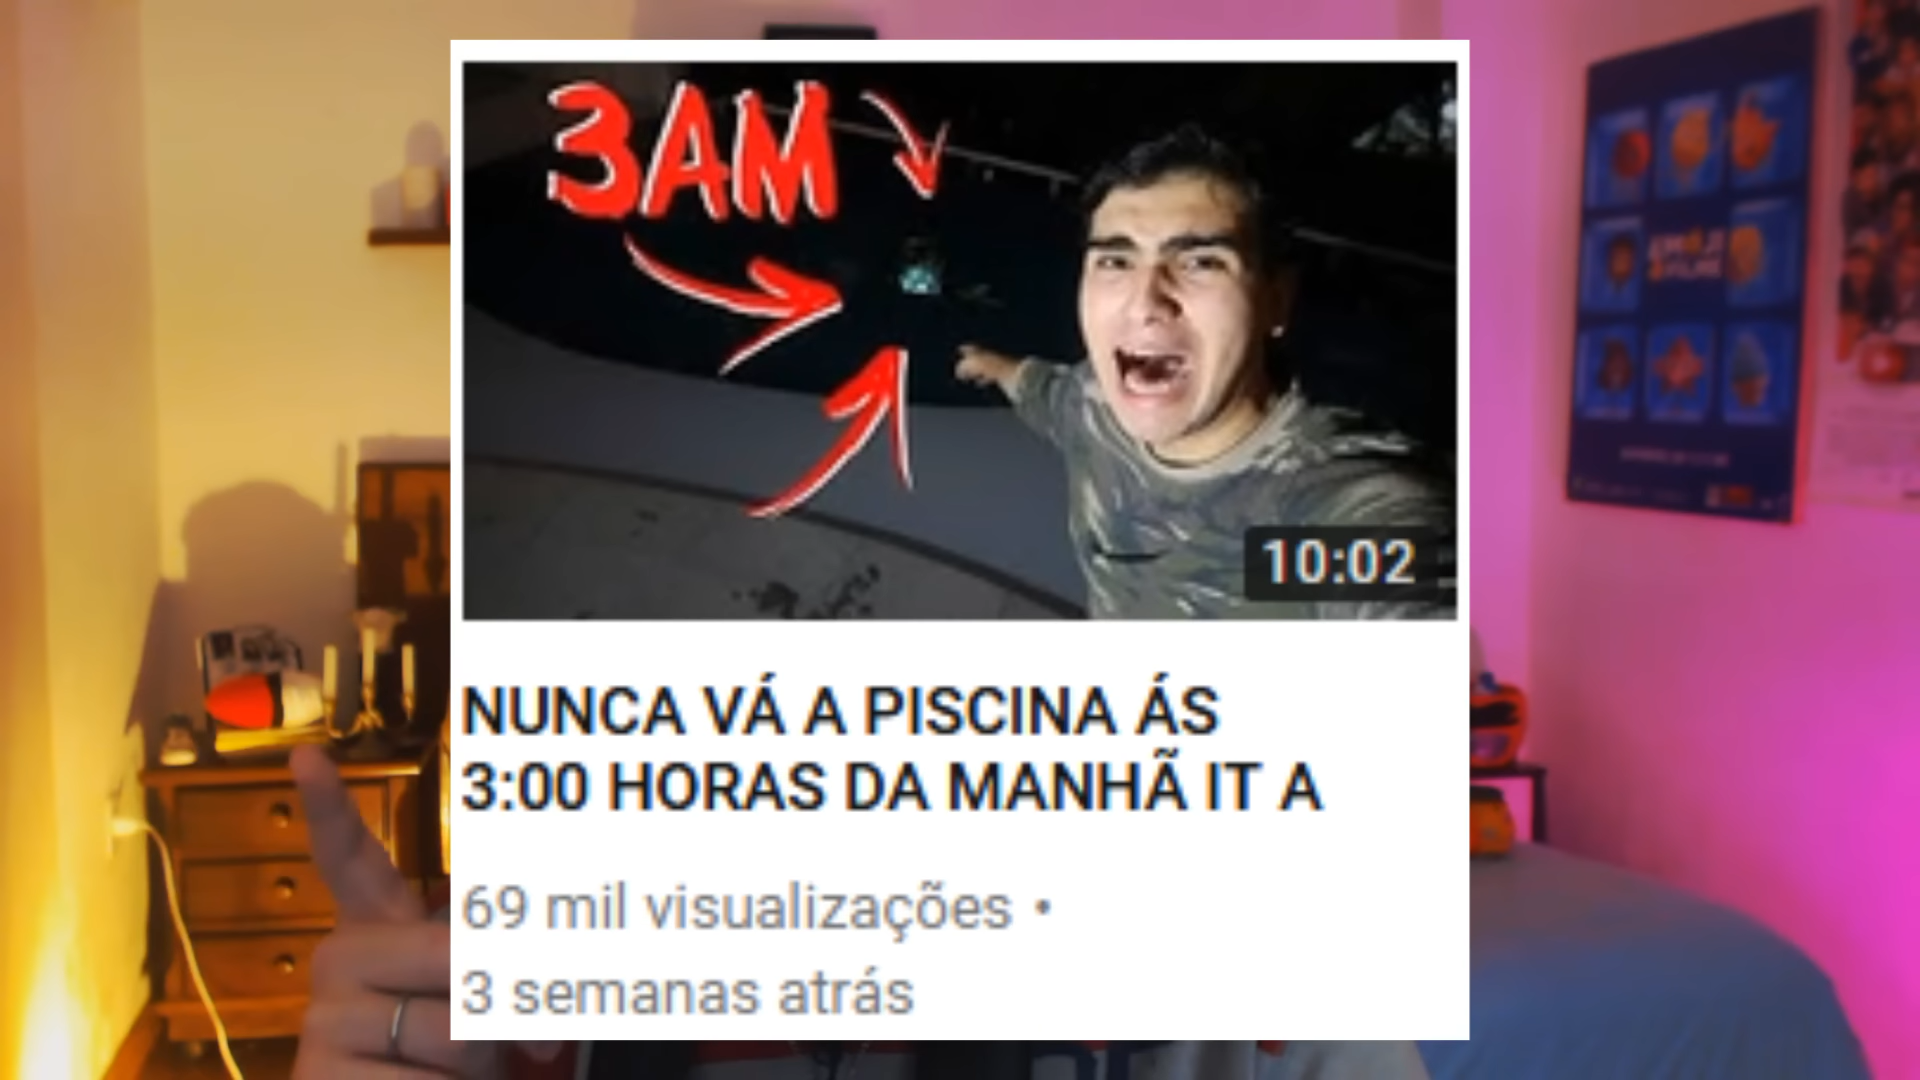 3AM
10:02
NUNCA VÁ A PISCINA ÁS
3:00 HORAS DA MANHÃ IT A
69 mil visualizações •
3 semanas atrás